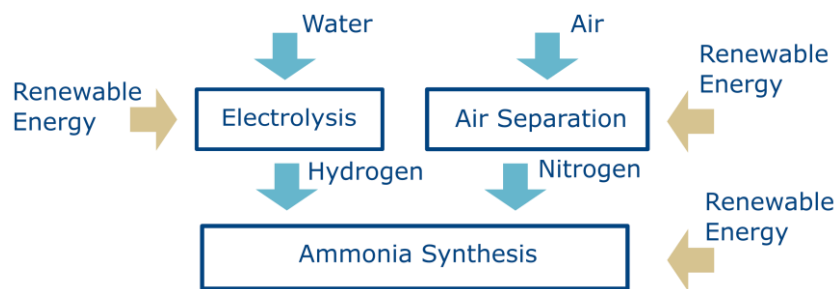 Water
Air
Renewable
Energy
Electrolysis
Air Separation
Renewable
Energy
Hydrogen
Nitrogen
Ammonia Synthesis
Renewable
Energy